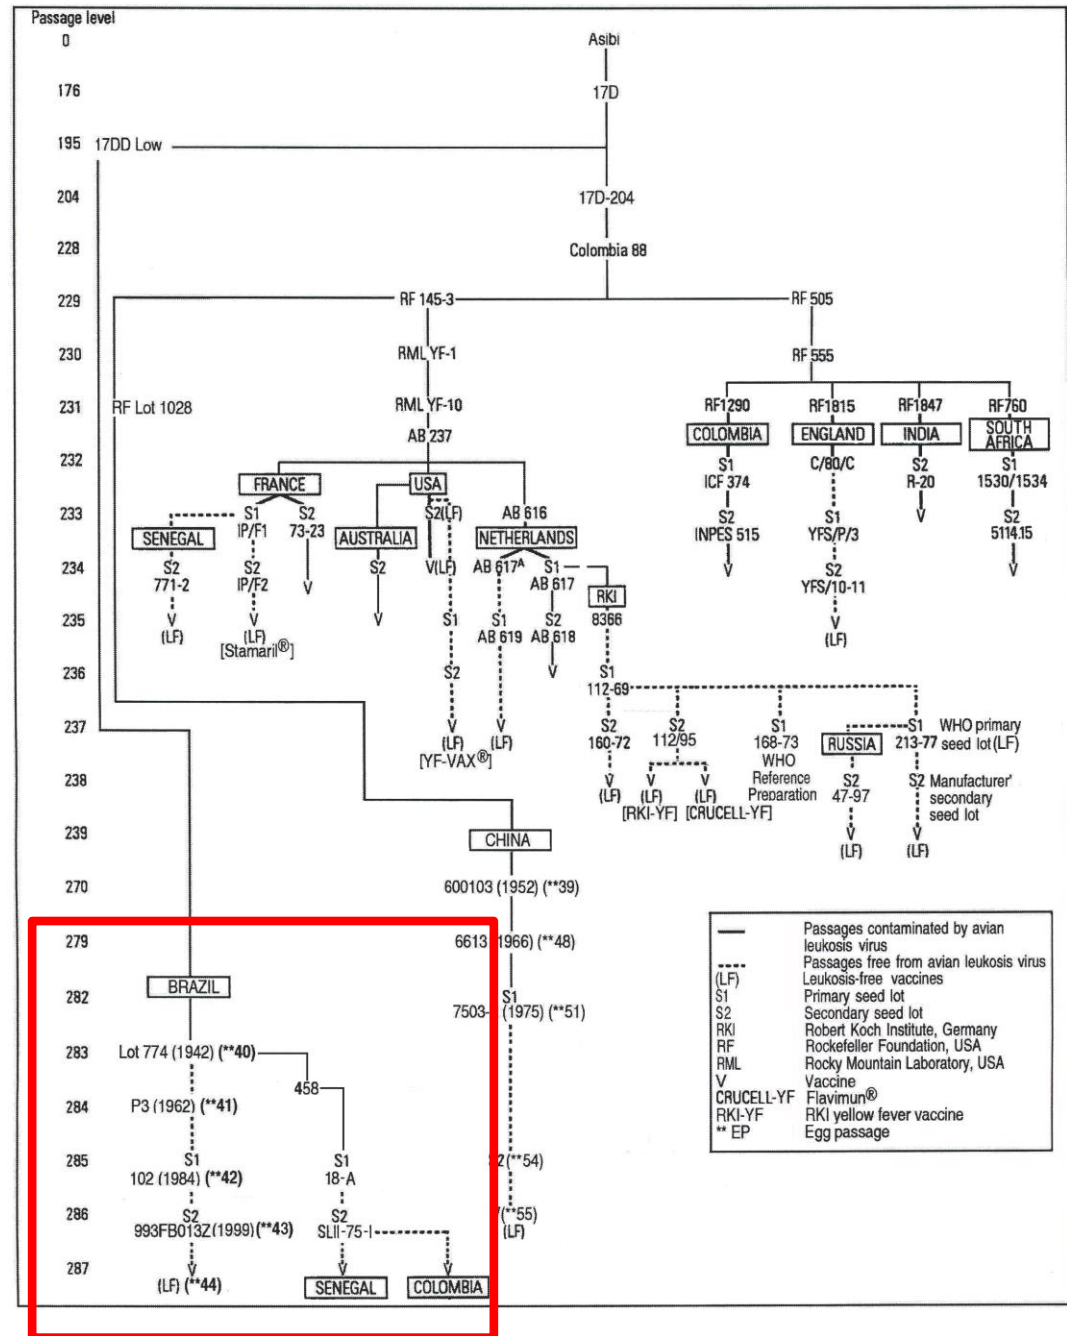 Passage level
0 Asibi
176 17D
195 17DD Low
204 17D-204
228 Colombia 88
229 RF 145-3 RF 505
230 RML YF-1 RF 555
231 RF Lot 1028 RML YF-10 RF1290 RF1815 RF1847 RF760
AB 237 COLOMBIA ENGLAND INDIA SOUTH AFRICA
232 S1 C/80/C S2 S1
FRANCE USA ICF 374 R-20 1530/1534
233 S1 S2 S2(LF) AB 616 S2 S1 V S2
SENEGAL IP/F1 73-23 AUSTRALIA NETHERLANDS INPES 515 YFS/P/3 5114.15
234 S2 S2 V S2 V(LF) AB 617A S1 V S2 V
771-2 IP/F2 AB 617 RKI YFS/10-11
235 V V V S1 S1 S2 8366 V
(LF) (LF) AB 619 AB 618 (LF)
[Stamaril®]
236 S2 V S1
112-69
237 V V S2 S2 S1 S1 WHO primary
(LF) (LF) 160-72 112/95 168-73 RUSSIA 213-77 seed lot (LF)
[YF-VAX®] WHO
Reference
238 V V V Preparation S2 S2 Manufacturer'
(LF) (LF) (LF) 47-97 secondary
[RKI-YF] [CRUCELL-YF] seed lot
239 V V
CHINA (LF) (LF)
270 600103 (1952) (**39)
279 6613 (1966) (**48)
BRAZIL
282 S1
7503- (1975) (**51)
283 Lot 774 (1942) (**40)
458
284 P3 (1962) (**41)
285 S1 S1 (**54)
102 (1984) (**42) 18-A
286 S2 S2 (**55)
993FB013Z (1999) (**43) SLII-75-I (LF)
287 V V V
(LF) (**44) SENEGAL COLOMBIA
Passages contaminated by avian
leukosis virus
Passages free from avian leukosis virus
(LF) Leukosis-free vaccines
S1 Primary seed lot
S2 Secondary seed lot
RKI Robert Koch Institute, Germany
RF Rockefeller Foundation, USA
RML Rocky Mountain Laboratory, USA
V Vaccine
CRUCELL-YF Flavimun®
RKI-YF RKI yellow fever vaccine
** EP Egg passage